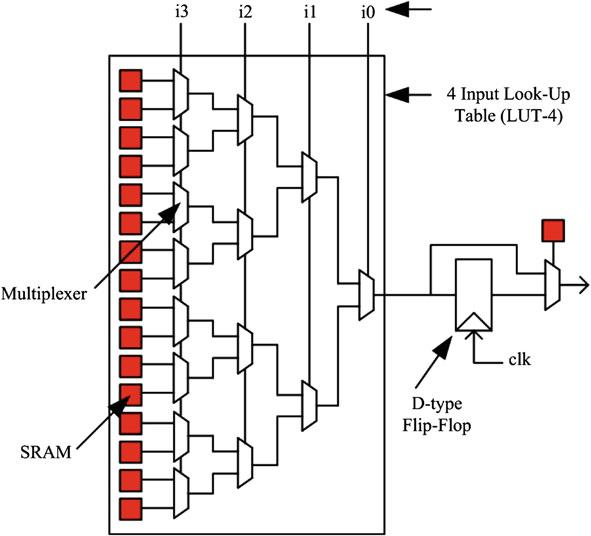 i3 i2 i1 i0
4 Input Look-Up
Table (LUT-4)
Multiplexer
clk
D-type
Flip-Flop
SRAM